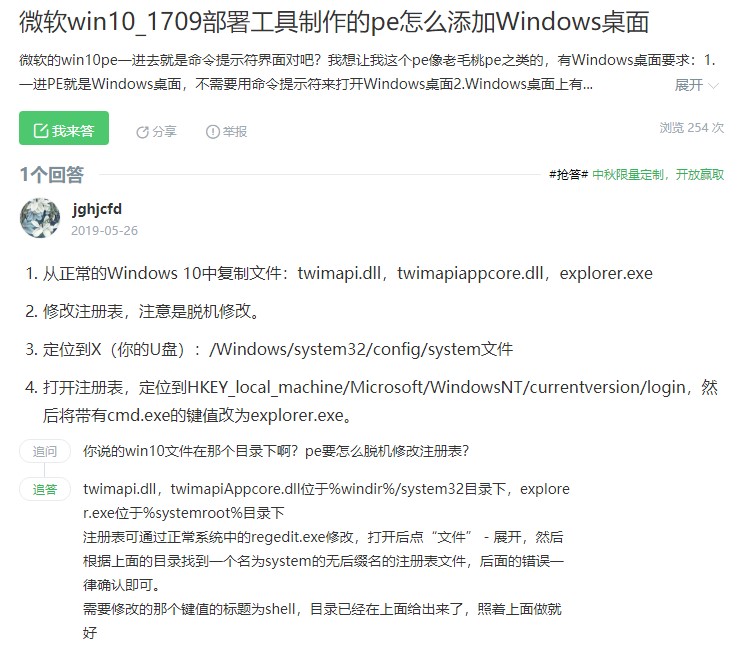 微软win10_1709部署工具制作的pe怎么添加Windows桌面
微软的win10pe一进去就是命令提示符界面对吧？我想让我这个pe像老毛桃pe之类的，有Windows桌面要求：1.
一进PE就是Windows桌面，不需要用命令提示符来打开Windows桌面2.Windows桌面上有...
展开
我来答
分享
举报
浏览 254 次
1个回答
#抢答# 中秋限量定制，开放赢取
jghjcfd
2019-05-26
1. 从正常的Windows 10中复制文件：twimapi.dll，twimapiappcore.dll，explorer.exe
2. 修改注册表，注意是脱机修改。
3. 定位到X（你的U盘）：/Windows/system32/config/system文件
4. 打开注册表，定位到HKEY_local_machine/Microsoft/WindowsNT/currentversion/login，然
后将带有cmd.exe的键值改为explorer.exe。
追问
你说的win10文件在那个目录下啊？pe要怎么脱机修改注册表？
追答
twimapi.dll，twimapiAppcore.dll位于%windir%/system32目录下，explore
r.exe位于%systemroot%目录下
注册表可通过正常系统中的regedit.exe修改，打开后点“文件” - 展开，然后
根据上面的目录找到一个名为system的无后缀名的注册表文件，后面的错误一
律确认即可。
需要修改的那个键值的标题为shell，目录已经在上面给出来了，照着上面做就
好